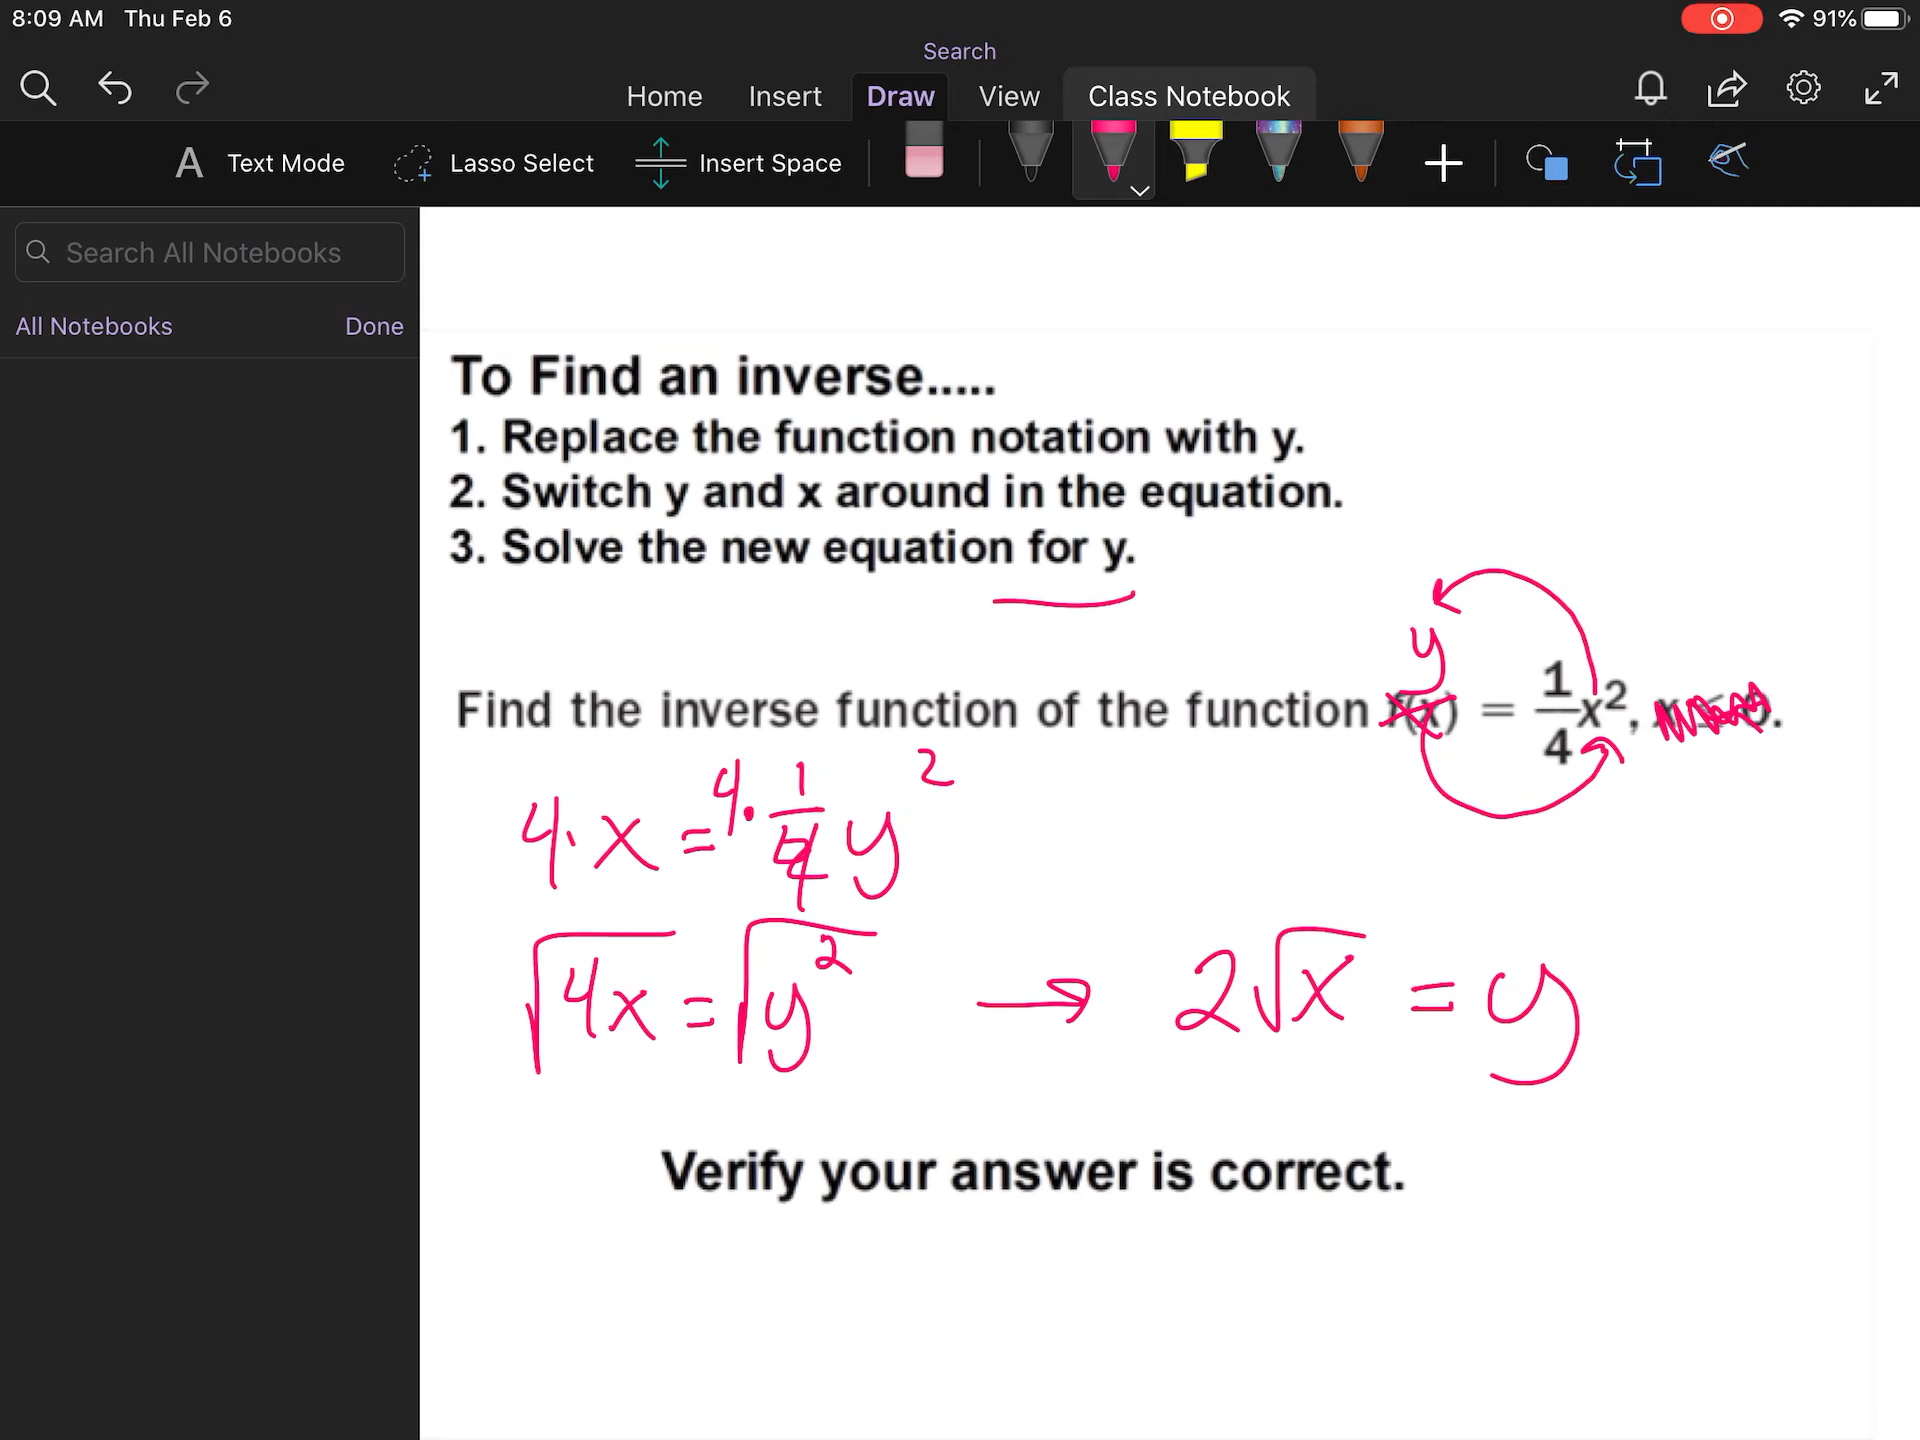 8:09 AM Thu Feb 6
91%
Search
Home Insert Draw View Class Notebook
A Text Mode Lasso Select Insert Space
Search All Notebooks
All Notebooks Done
To Find an inverse.....
1. Replace the function notation with y.
2. Switch y and x around in the equation.
3. Solve the new equation for y.
y
Find the inverse function of the function f(x) = 1/4 x², x ≤ 0.
4·x = 4·1/4 y²
√4x = √y² → 2√x = y
Verify your answer is correct.